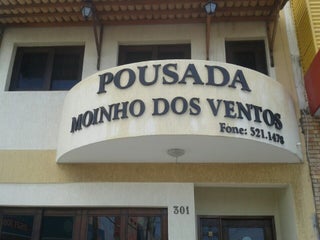 POUSADA
MOINHO DOS VENTOS
Fone: 521.1478
301